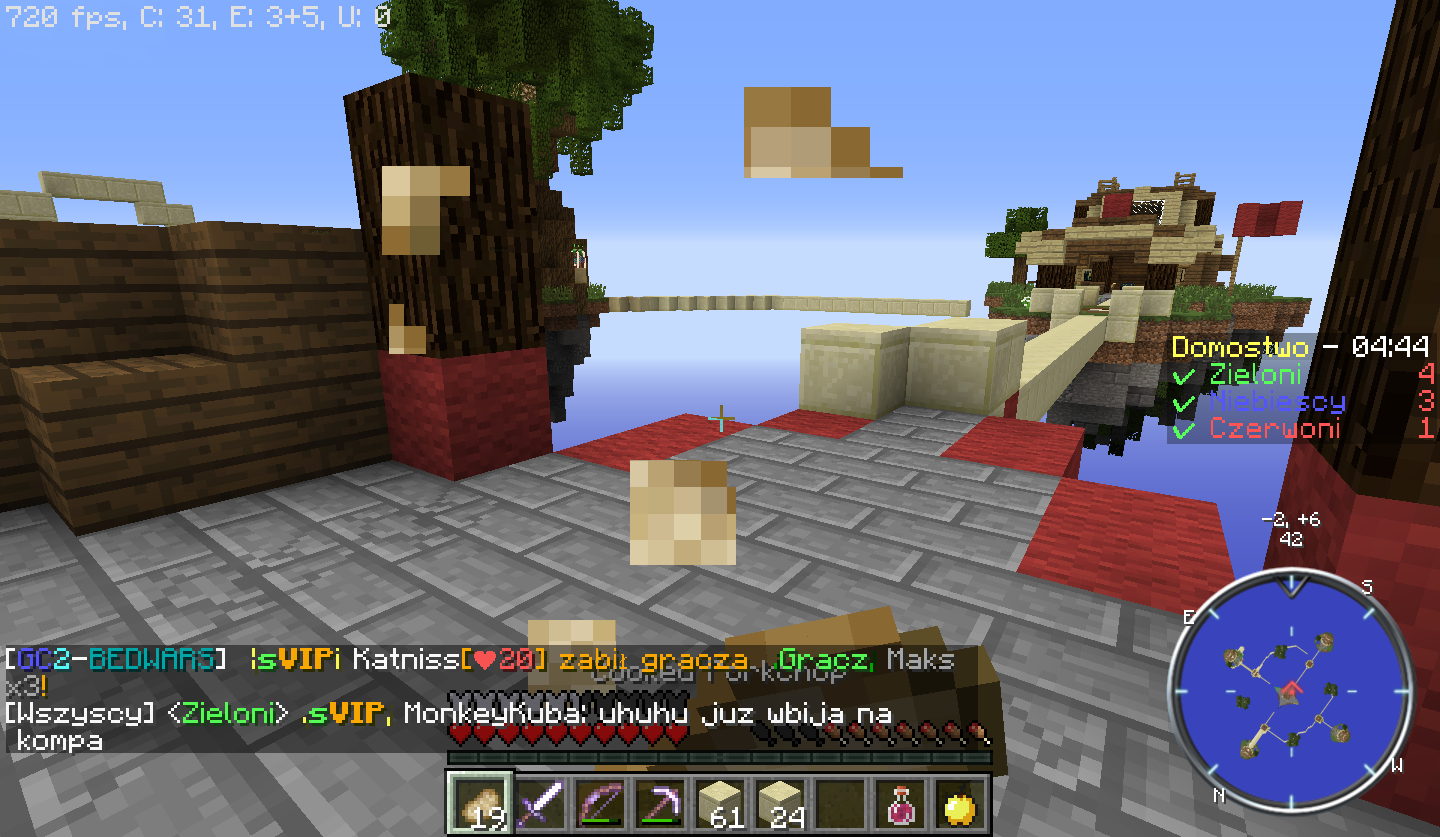 720 fps, C: 31, E: 3+5, U: 0
Domostwo - 04:44
✓ Zieloni 4
✓ Niebiescy 3
✓ Czerwoni 1
-2, +6
42
S
E
W
N
[GC2-BEDWARS] sVIP Katniss[♥20] zabił gracza Gracz, Maks
x3!
Cooked Porkchop
[Wszyscy] <Zieloni> sVIP, MonkeyKuba: uhuhu juz wbija na
kompa
19 61 24